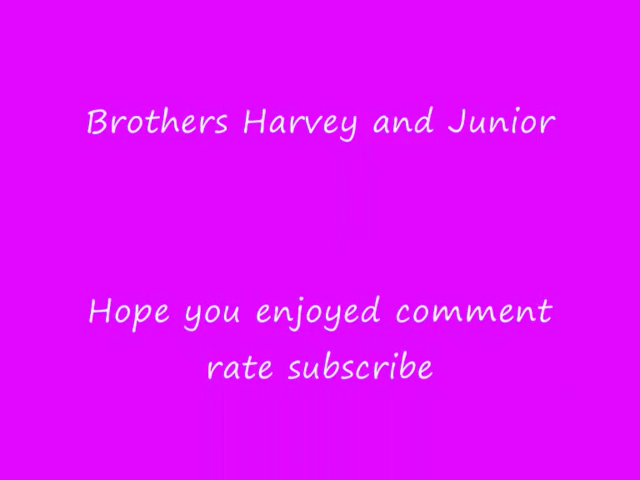 Brothers Harvey and Junior
Hope you enjoyed comment
rate subscribe